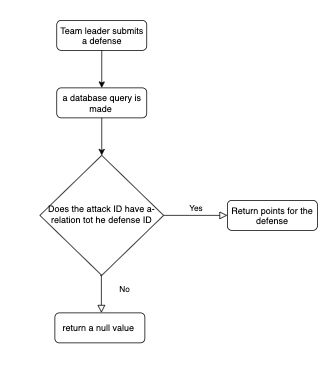 Team leader submits
a defense
a database query is
made
Does the attack ID have a-
relation tot he defense ID
Yes
Return points for the
defense
No
return a null value